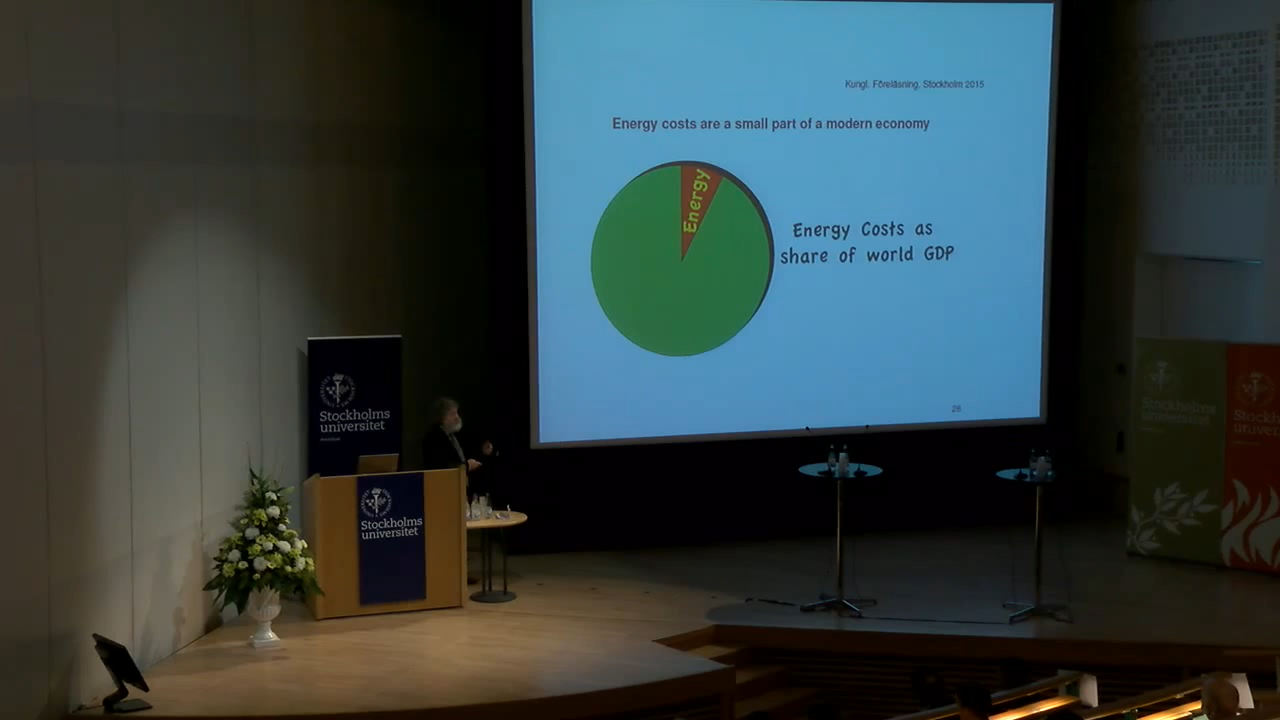 Kungl. Föreläsning, Stockholm 2015
Energy costs are a small part of a modern economy
Energy
Energy Costs as
share of world GDP
28
Stockholms
universitet
Stockholms
universitet
Stockholms
universitet
Stockholms